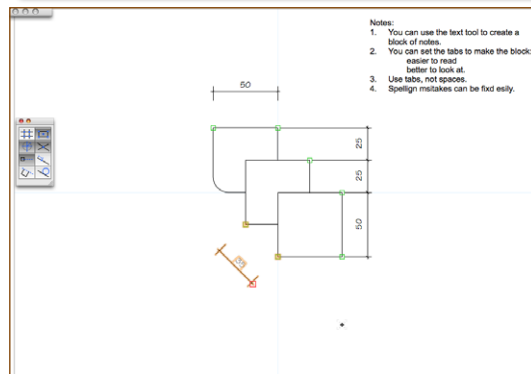 Notes:
1. You can use the text tool to create a
block of notes.
2. You can set the tabs to make the block:
easier to read
better to look at.
3. Use tabs, not spaces.
4. Spellign msitakes can be fixd esily.
50
25
25
50